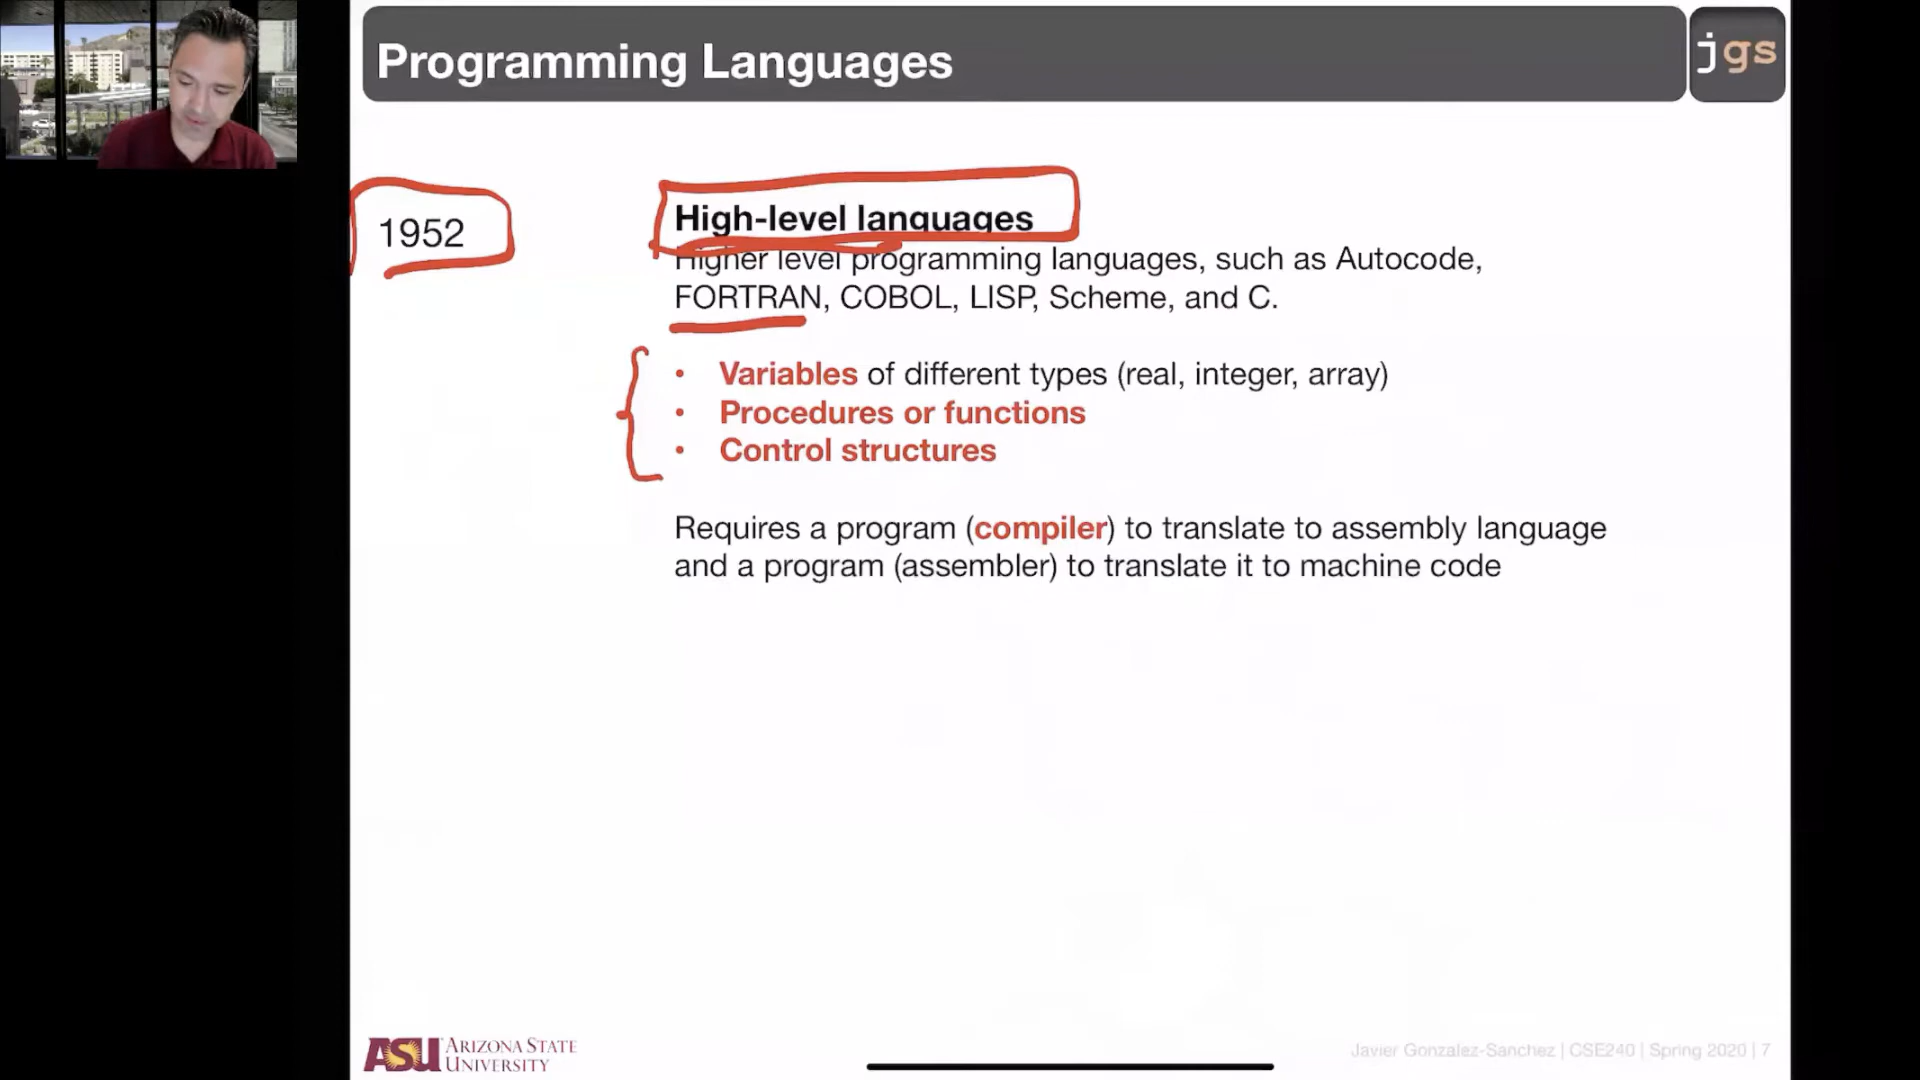 Programming Languages
jgs
1952
High-level languages
Higher level programming languages, such as Autocode,
FORTRAN, COBOL, LISP, Scheme, and C.
• Variables of different types (real, integer, array)
• Procedures or functions
• Control structures
Requires a program (compiler) to translate to assembly language
and a program (assembler) to translate it to machine code
ASU ARIZONA STATE
UNIVERSITY
Javier Gonzalez-Sanchez | CSE240 | Spring 2020 | 7